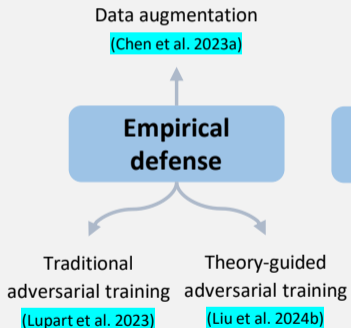 Data augmentation
(Chen et al. 2023a)
Empirical
defense
Traditional
adversarial training
(Lupart et al. 2023)
Theory-guided
adversarial training
(Liu et al. 2024b)